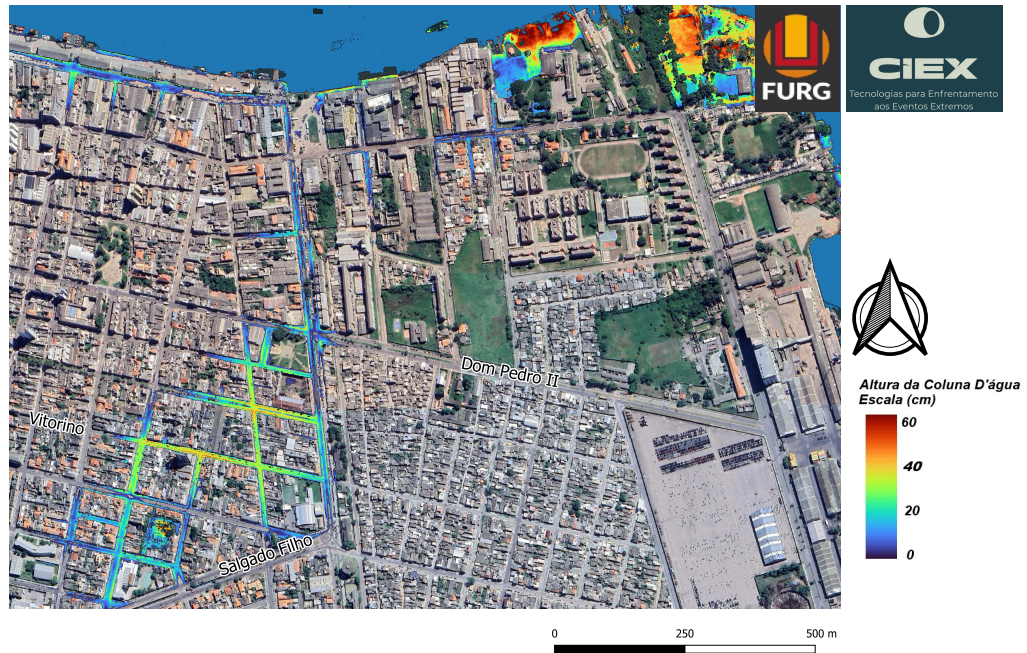 FURG
CIEX
Tecnologias para Enfrentamento
aos Eventos Extremos
Dom Pedro II
Vitorino
Salgado Filho
Altura da Coluna D'água
Escala (cm)
60
40
20
0
0 250 500 m